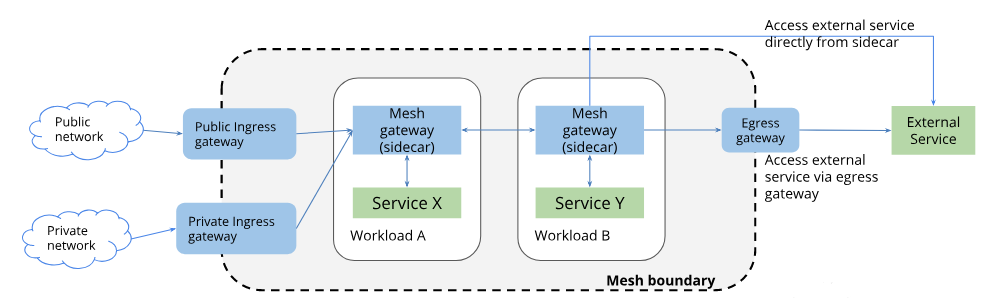 Access external service
directly from sidecar
Public
network
Public Ingress
gateway
Mesh
gateway
(sidecar)
Service X
Workload A
Mesh
gateway
(sidecar)
Service Y
Workload B
Egress
gateway
External
Service
Access external
service via egress
gateway
Private
network
Private Ingress
gateway
Mesh boundary